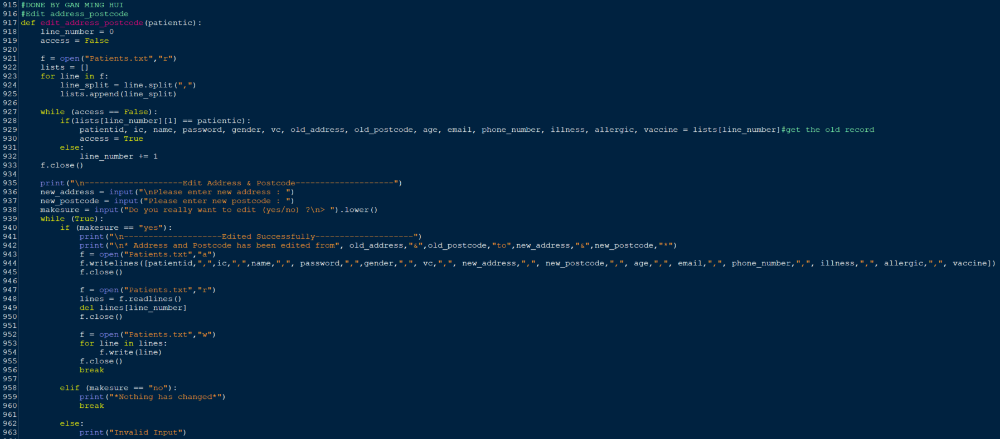 915 #DONE BY GAN MING HUI
916 #Edit address_postcode
917 def edit_address_postcode(patientic):
918     line_number = 0
919     access = False
920
921     f = open("Patients.txt","r")
922     lists = []
923     for line in f:
924         line_split = line.split(",")
925         lists.append(line_split)
926
927     while (access == False):
928         if(lists[line_number][1] == patientic):
929             patientid, ic, name, password, gender, vc, old_address, old_postcode, age, email, phone_number, illness, allergic, vaccine = lists[line_number]#get the old record
930             access = True
931         else:
932             line_number += 1
933     f.close()
934
935     print("\n--------------------Edit Address & Postcode--------------------")
936     new_address = input("\nPlease enter new address : ")
937     new_postcode = input("Please enter new postcode : ")
938     makesure = input("Do you really want to edit (yes/no) ?\n> ").lower()
939     while (True):
940         if (makesure == "yes"):
941             print("\n--------------------Edited Successfully--------------------")
942             print("\n* Address and Postcode has been edited from", old_address,"&",old_postcode,"to",new_address,"&",new_postcode,"*")
943             f = open("Patients.txt","a")
944             f.writelines([patientid,",",ic,",",name,",", password,",",gender,",", vc,",", new_address,",", new_postcode,",", age,",", email,",", phone_number,",", illness,",", allergic,",", vaccine])
945             f.close()
946
947             f = open("Patients.txt","r")
948             lines = f.readlines()
949             del lines[line_number]
950             f.close()
951
952             f = open("Patients.txt","w")
953             for line in lines:
954                 f.write(line)
955             f.close()
956             break
957
958         elif (makesure == "no"):
959             print("*Nothing has changed*")
960             break
961
962         else:
963             print("Invalid Input")